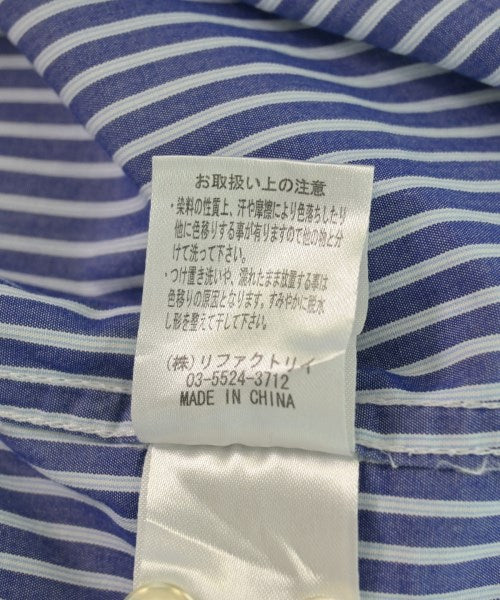 お取扱い上の注意
・染料の性質上、汗や摩擦により色落ちしたり
他に色移りする事が有りますので他の物と分
けて洗って下さい。
・つけ置き洗いや、濡れたまま放置する事は
色移りの原因となります。すみやかに脱水
し形を整えて干して下さい。
(株)リファクトリイ
03-5524-3712
MADE IN CHINA